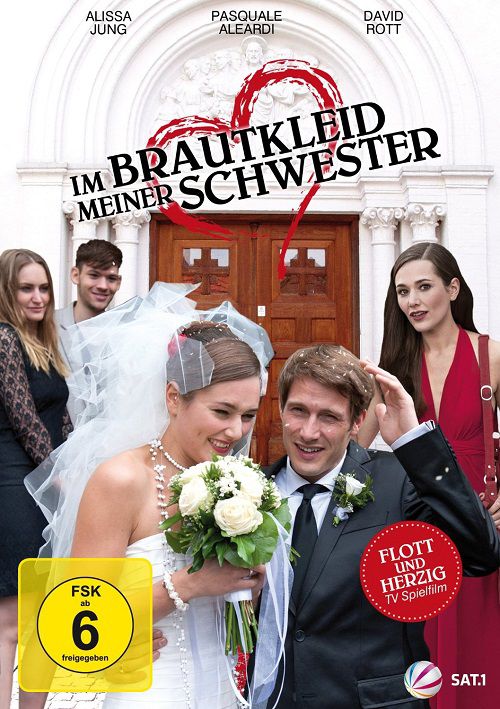 ALISSA
JUNG
PASQUALE
ALEARDI
DAVID
ROTT
IM BRAUTKLEID
MEINER SCHWESTER
FLOTT
UND
HERZIG
TV Spielfilm
FSK
ab
6
freigegeben
SAT.1